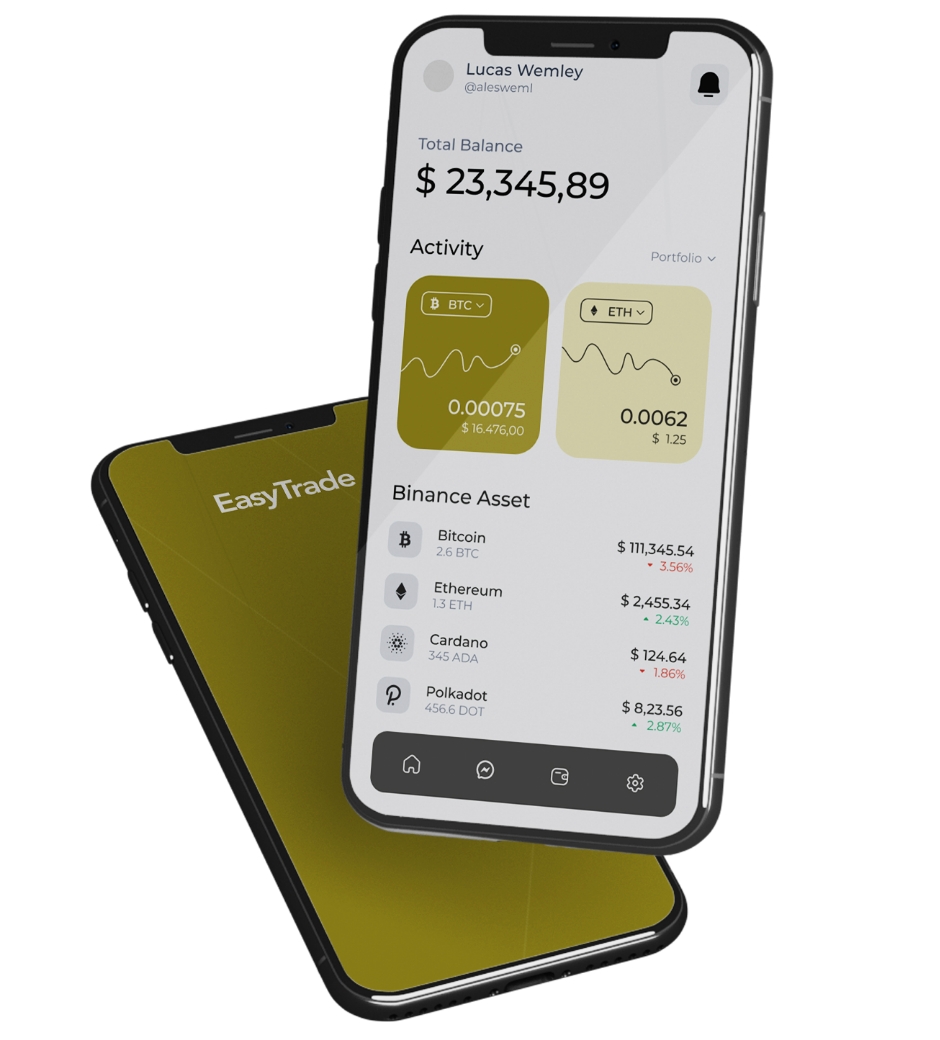 Lucas Wemley
@alesweml
Total Balance
$ 23,345,89
Activity
Portfolio
BTC
ETH
0.00075
$ 16.476,00
0.0062
$ 1.25
EasyTrade
Binance Asset
Bitcoin
2.6 BTC
$ 111,345.54
3.56%
Ethereum
1.3 ETH
$ 2,455.34
2.43%
Cardano
345 ADA
$ 124.64
1.86%
Polkadot
456.6 DOT
$ 8,23.56
2.87%